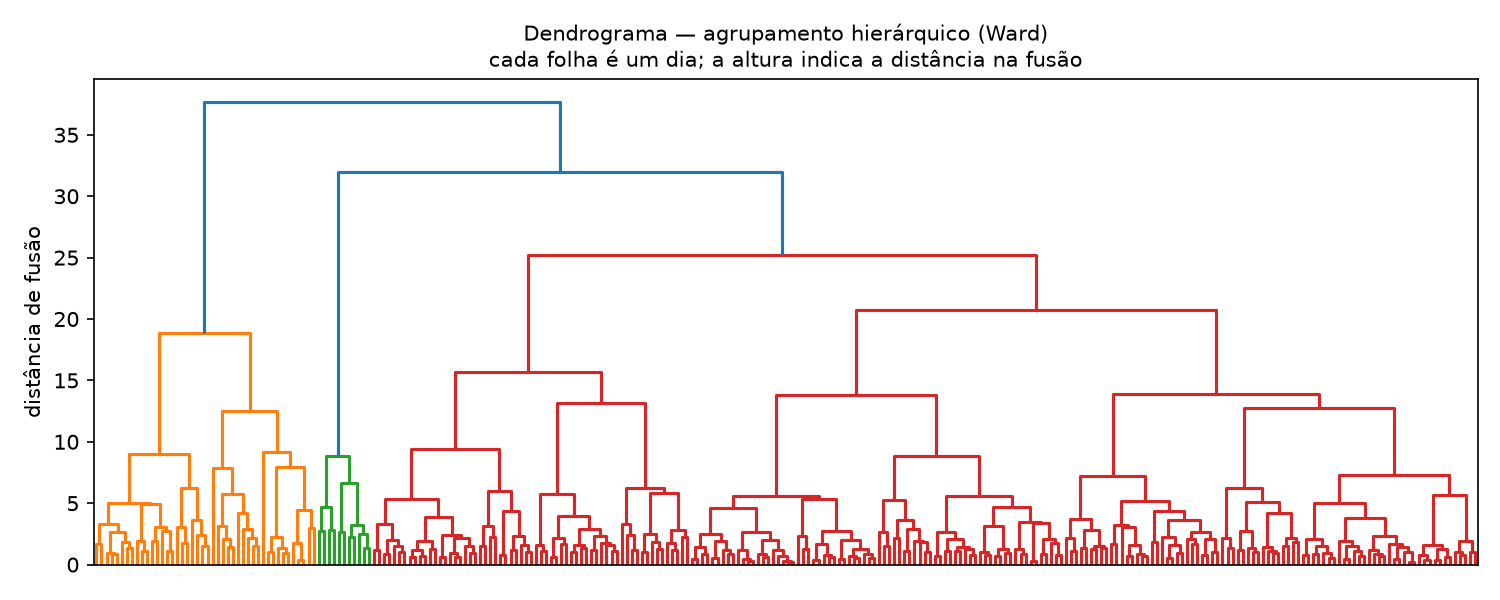 Dendrograma — agrupamento hierárquico (Ward)
cada folha é um dia; a altura indica a distância na fusão
distância de fusão
35
30
25
20
15
10
5
0